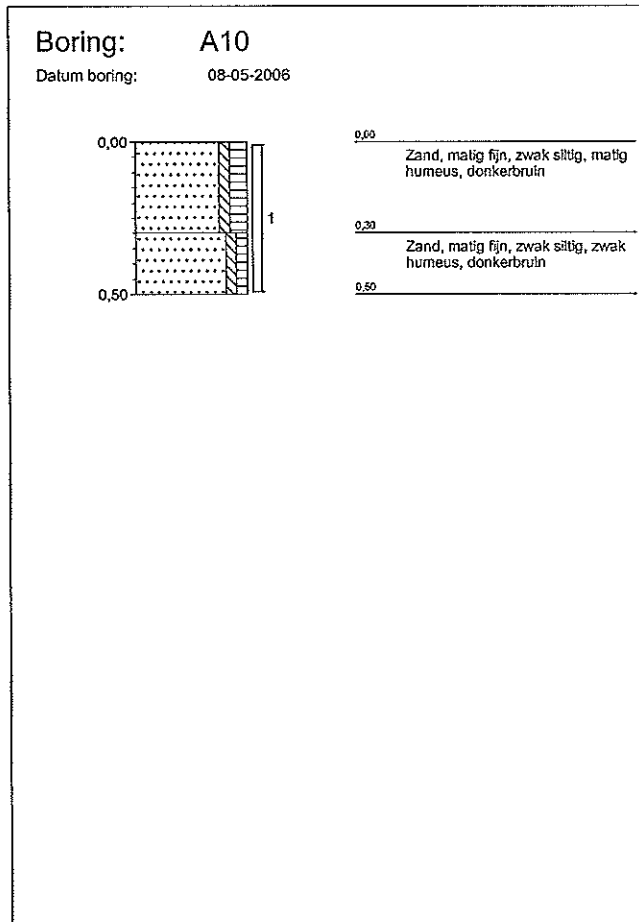 Boring: A10
Datum boring: 08-05-2006
0,00
0,50
1
0,00
Zand, matig fijn, zwak siltig, matig
humeus, donkerbruin
0,30
Zand, matig fijn, zwak siltig, zwak
humeus, donkerbruin
0,50